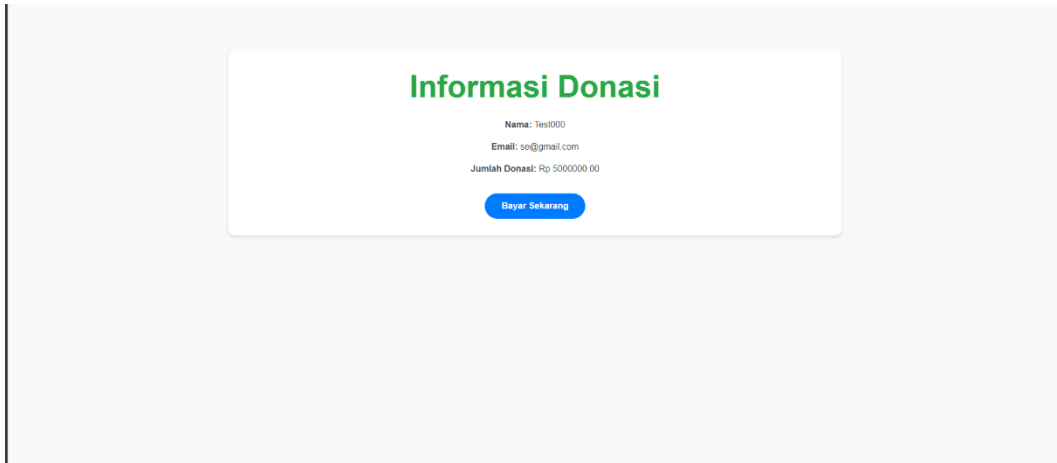 Informasi Donasi
Nama: Test000
Email: se@gmail.com
Jumlah Donasi: Rp 5000000.00
Bayar Sekarang